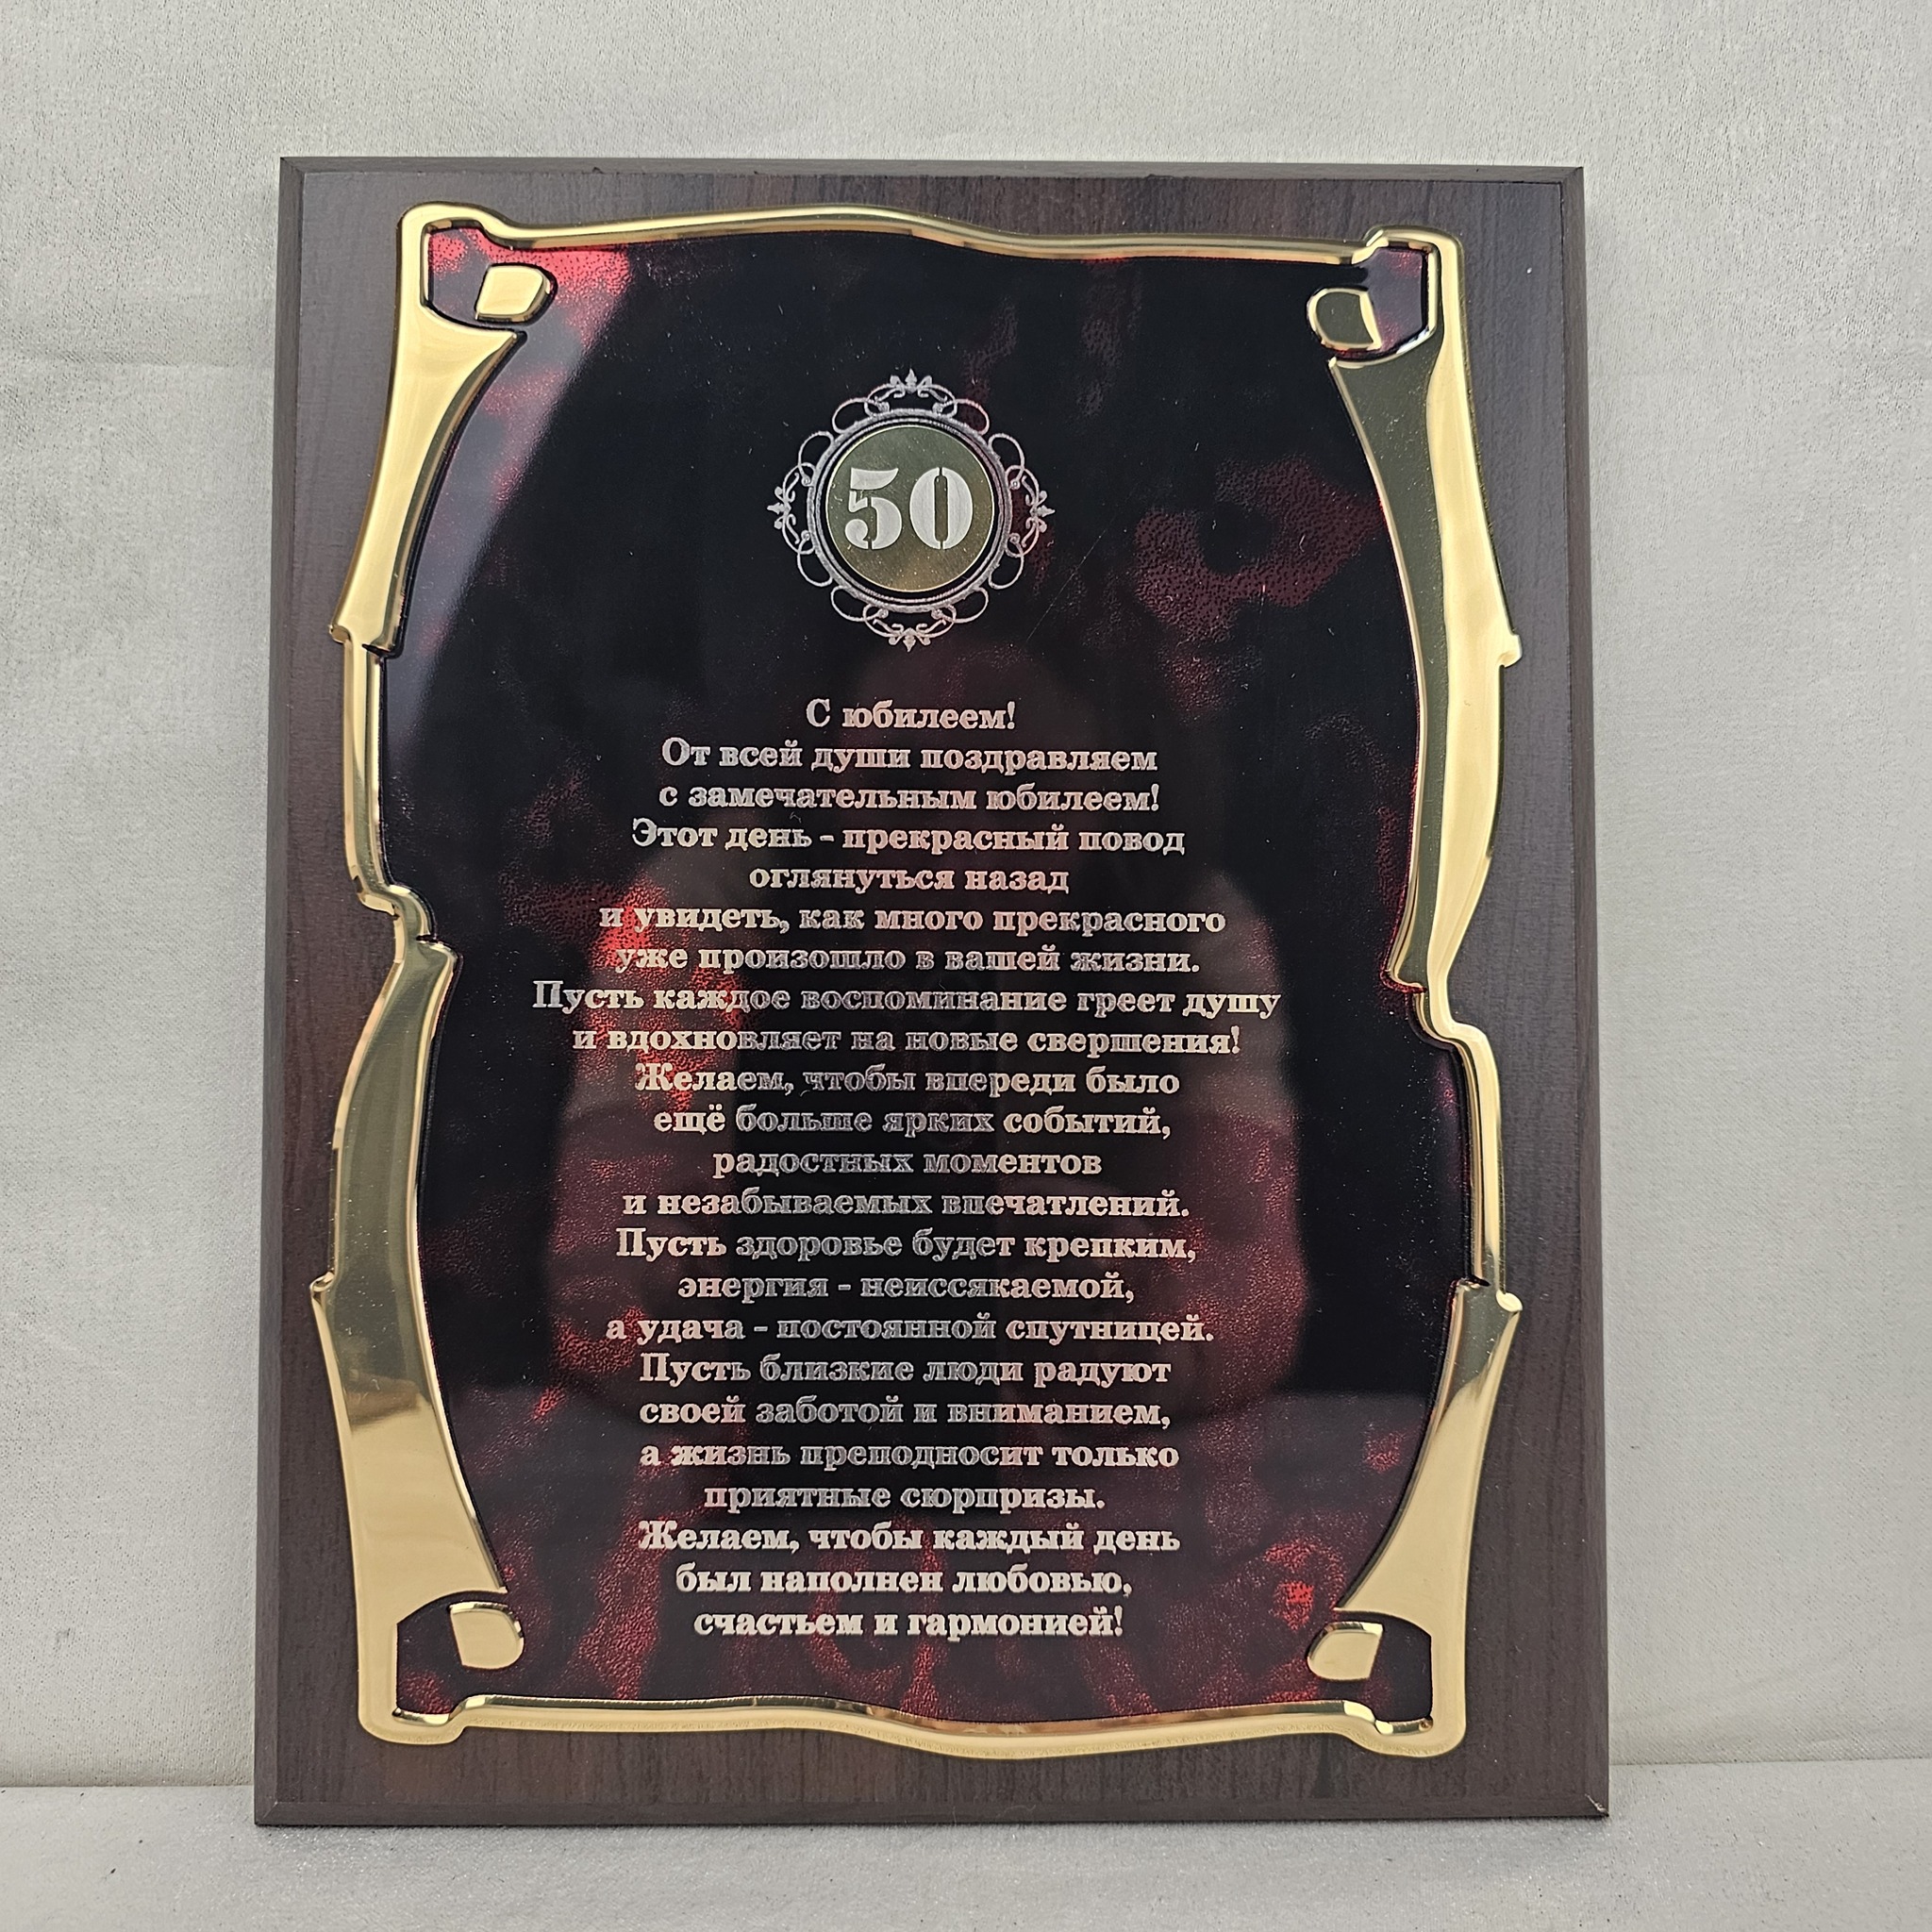 50
С юбилеем!
От всей души поздравляем
с замечательным юбилеем!
Этот день - прекрасный повод
оглянуться назад
и увидеть, как много прекрасного
уже произошло в вашей жизни.
Пусть каждое воспоминание греет душу
и вдохновляет на новые свершения!
Желаем, чтобы впереди было
ещё больше ярких событий,
радостных моментов
и незабываемых впечатлений.
Пусть здоровье будет крепким,
энергия - неиссякаемой,
а удача - постоянной спутницей.
Пусть близкие люди радуют
своей заботой и вниманием,
а жизнь преподносит только
приятные сюрпризы.
Желаем, чтобы каждый день
был наполнен любовью,
счастьем и гармонией!